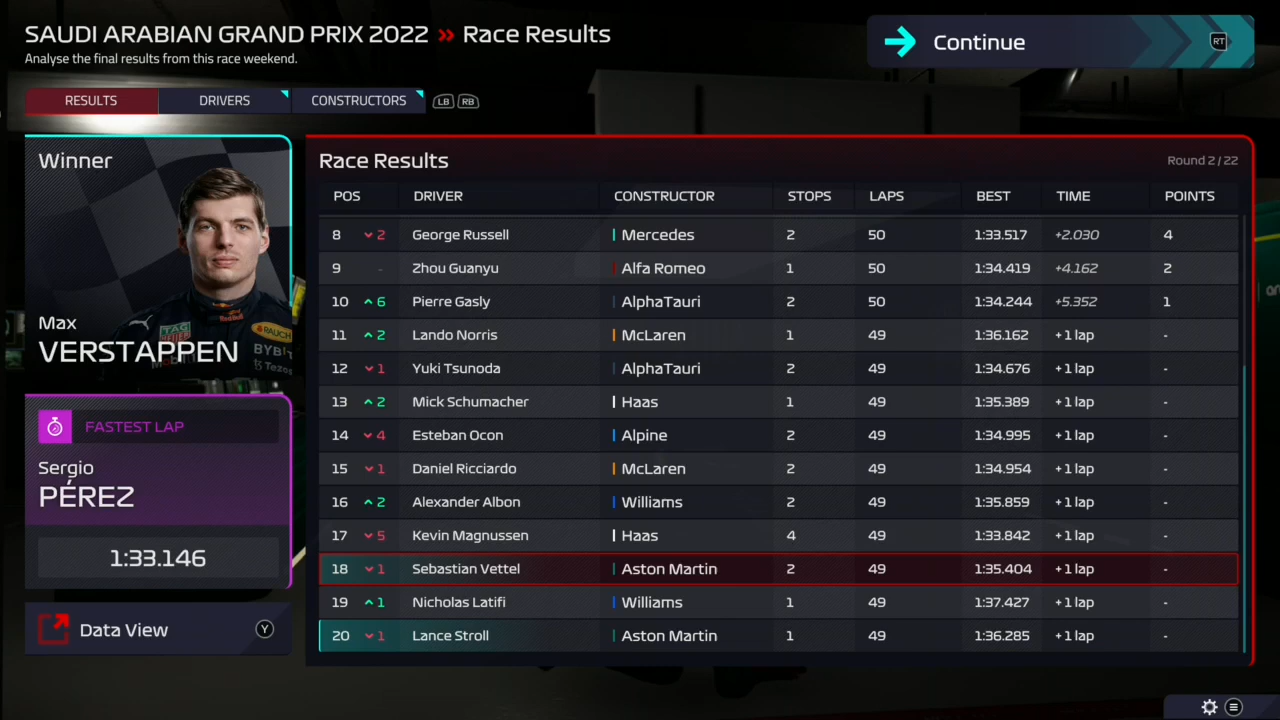 SAUDI ARABIAN GRAND PRIX 2022 » Race Results
Analyse the final results from this race weekend.
Continue RT
RESULTS DRIVERS CONSTRUCTORS LB RB
Winner
Max
VERSTAPPEN
TAG
HEUER
RAUCH
BYBIT
Tezos
Red Bull
FASTEST LAP
Sergio
PÉREZ
1:33.146
Data View Y
Race Results Round 2 / 22
POS DRIVER CONSTRUCTOR STOPS LAPS BEST TIME POINTS
8 2 George Russell Mercedes 2 50 1:33.517 +2.030 4
9 - Zhou Guanyu Alfa Romeo 1 50 1:34.419 +4.162 2
10 6 Pierre Gasly AlphaTauri 2 50 1:34.244 +5.352 1
11 2 Lando Norris McLaren 1 49 1:36.162 +1 lap -
12 1 Yuki Tsunoda AlphaTauri 2 49 1:34.676 +1 lap -
13 2 Mick Schumacher Haas 1 49 1:35.389 +1 lap -
14 4 Esteban Ocon Alpine 2 49 1:34.995 +1 lap -
15 1 Daniel Ricciardo McLaren 2 49 1:34.954 +1 lap -
16 2 Alexander Albon Williams 2 49 1:35.859 +1 lap -
17 5 Kevin Magnussen Haas 4 49 1:33.842 +1 lap -
18 1 Sebastian Vettel Aston Martin 2 49 1:35.404 +1 lap -
19 1 Nicholas Latifi Williams 1 49 1:37.427 +1 lap -
20 1 Lance Stroll Aston Martin 1 49 1:36.285 +1 lap -